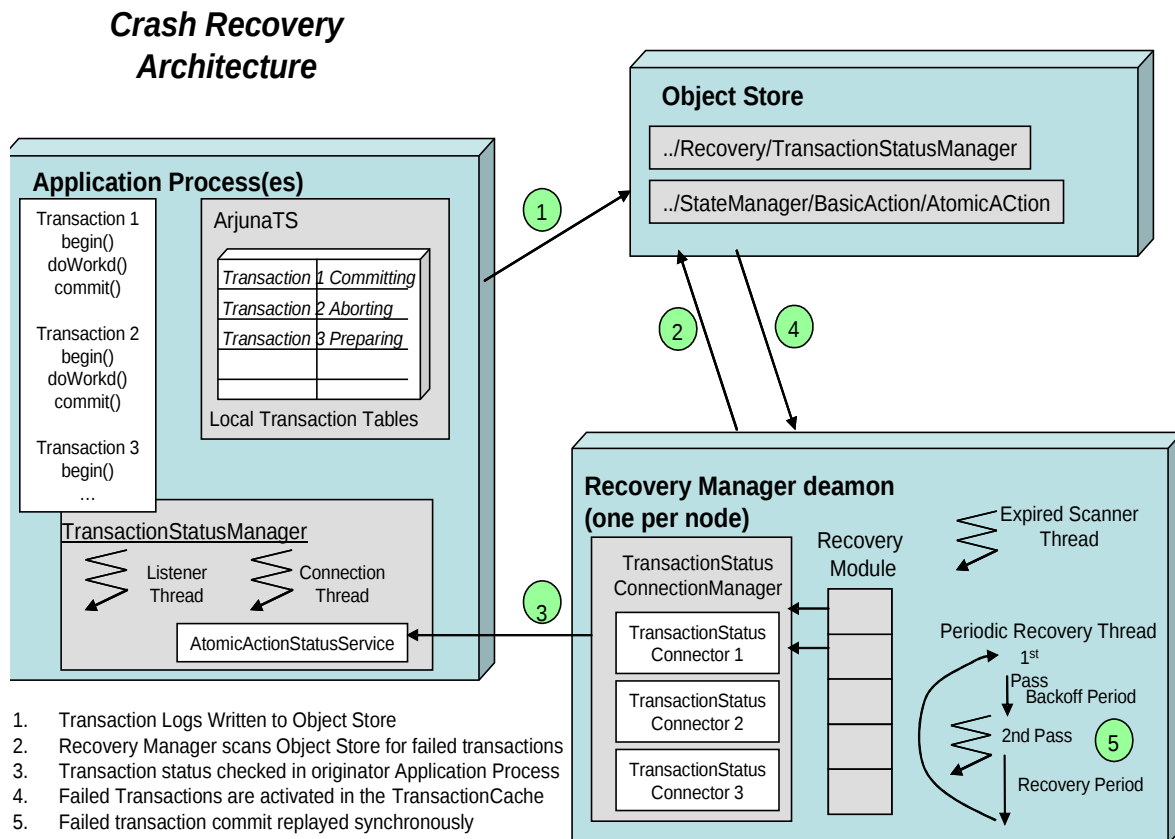 Crash Recovery
Architecture
Object Store
../Recovery/TransactionStatusManager
../StateManager/BasicAction/AtomicACtion
Application Process(es)
Transaction 1
begin()
doWorkd()
commit()
Transaction 2
begin()
doWorkd()
commit()
Transaction 3
begin()
...
ArjunaTS
Transaction 1 Committing
Transaction 2 Aborting
Transaction 3 Preparing
Local Transaction Tables
TransactionStatusManager
Listener
Thread
Connection
Thread
AtomicActionStatusService
1
2
4
3
Recovery Manager deamon
(one per node)
TransactionStatus
ConnectionManager
TransactionStatus
Connector 1
TransactionStatus
Connector 2
TransactionStatus
Connector 3
Recovery
Module
Expired Scanner
Thread
Periodic Recovery Thread
1st
Pass
Backoff Period
2nd Pass
5
Recovery Period
1. Transaction Logs Written to Object Store
2. Recovery Manager scans Object Store for failed transactions
3. Transaction status checked in originator Application Process
4. Failed Transactions are activated in the TransactionCache
5. Failed transaction commit replayed synchronously